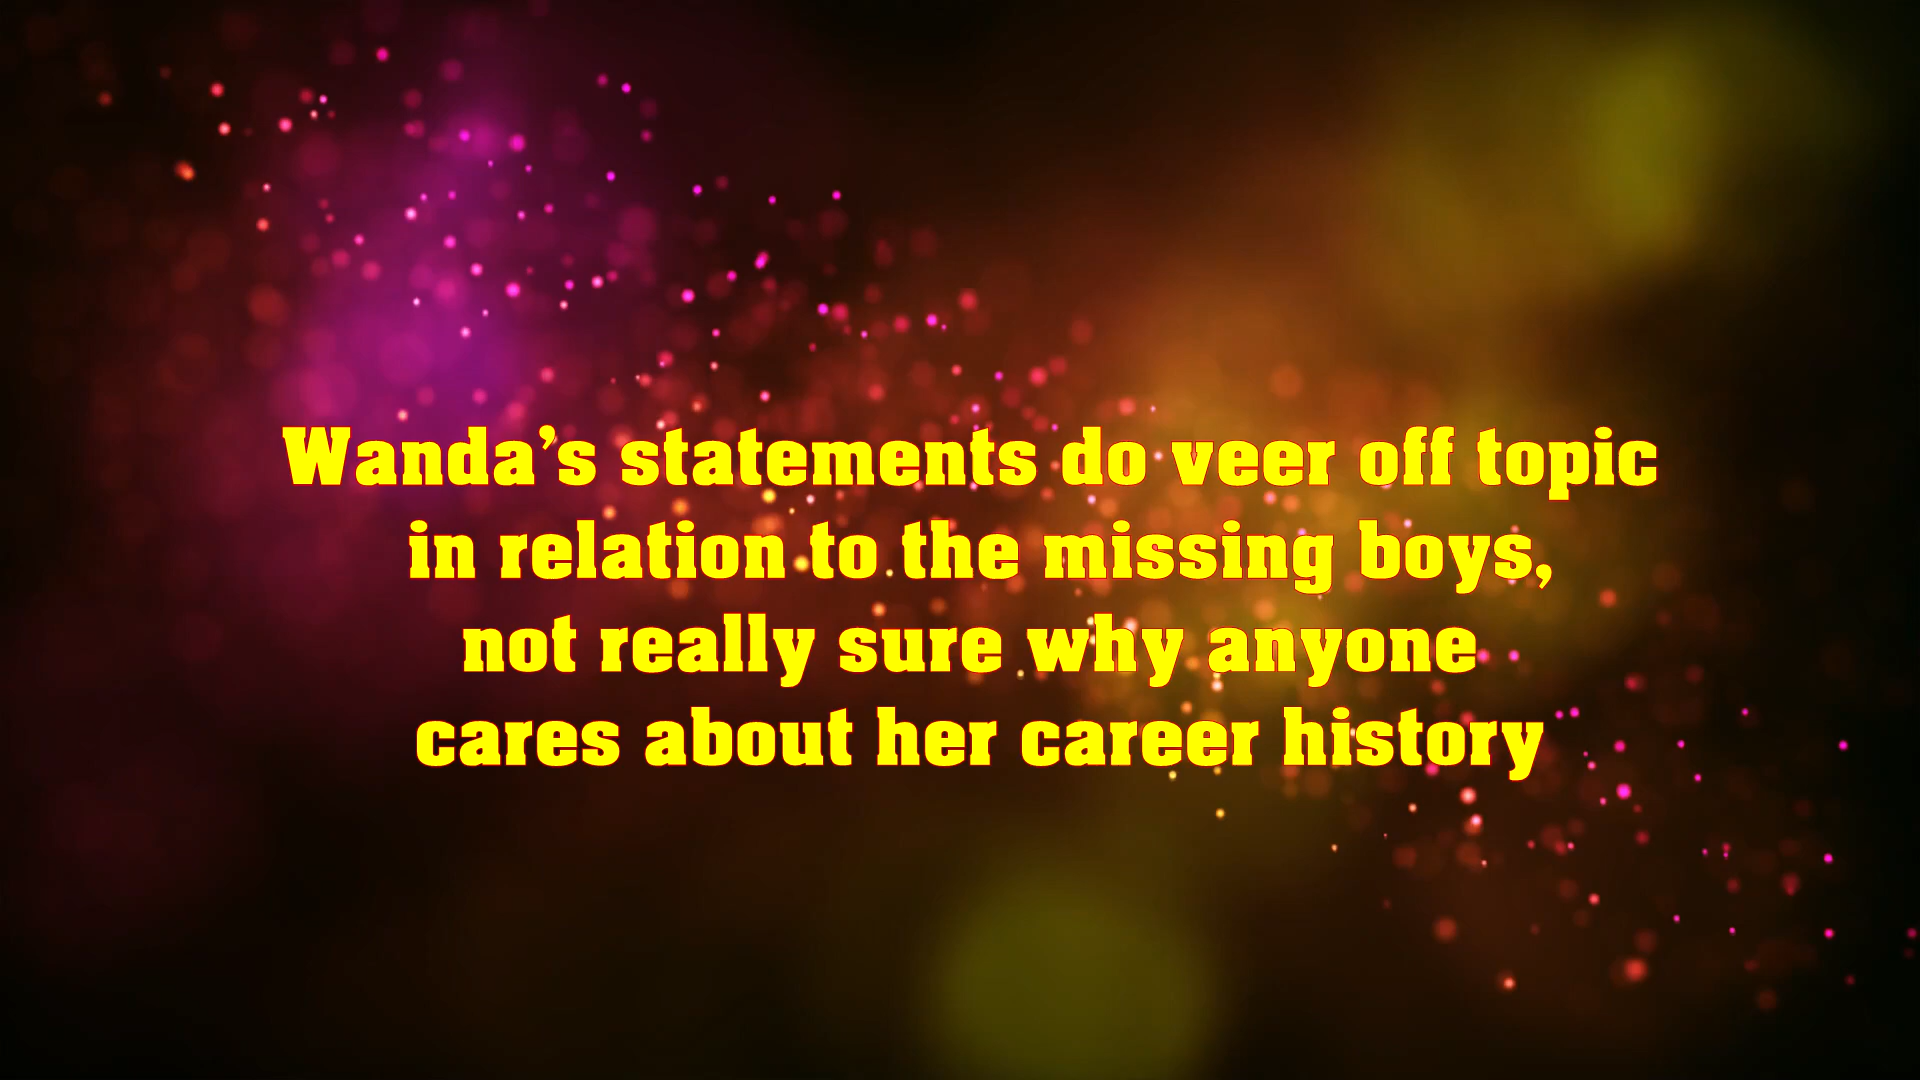 Wanda’s statements do veer off topic
in relation to the missing boys,
not really sure why anyone
cares about her career history